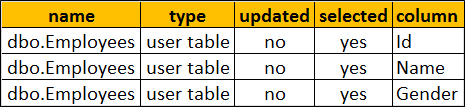 name type updated selected column
dbo.Employees user table no yes Id
dbo.Employees user table no yes Name
dbo.Employees user table no yes Gender